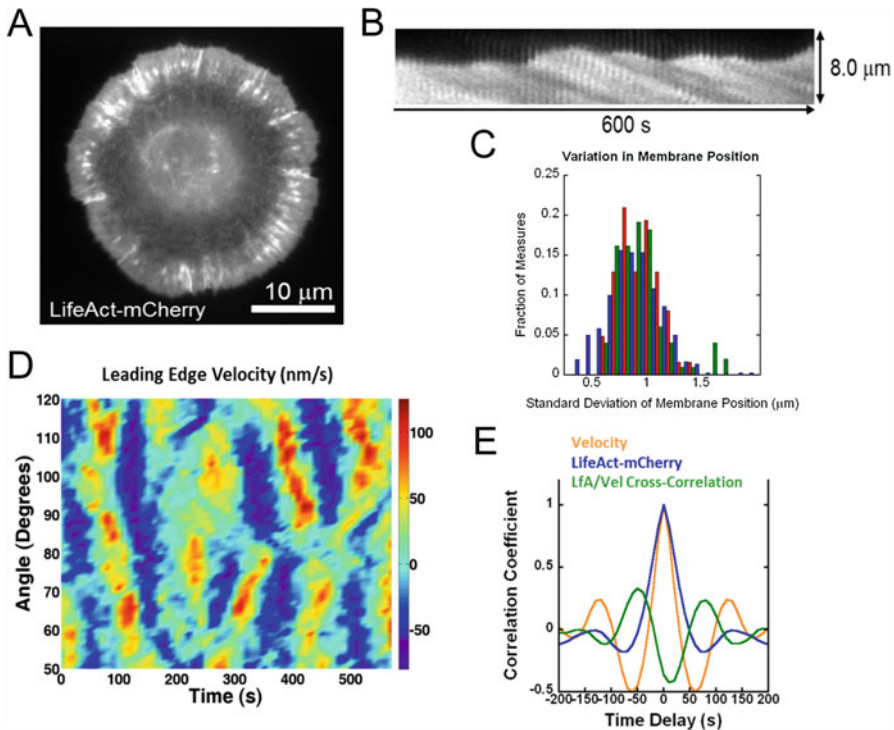 A
LifeAct-mCherry
10 μm
B
8.0 μm
600 s
C
Variation in Membrane Position
Fraction of Measures
0.25
0.2
0.15
0.1
0.05
0
0.5
1
1.5
Standard Deviation of Membrane Position (μm)
D
Leading Edge Velocity (nm/s)
Angle (Degrees)
120
110
100
90
80
70
60
50
0
100
200
300
400
500
Time (s)
100
50
0
-50
E
Velocity
LifeAct-mCherry
LfA/Vel Cross-Correlation
Correlation Coefficient
1
0.5
0
-0.5
-200
-150
-100
-50
0
50
100
150
200
Time Delay (s)